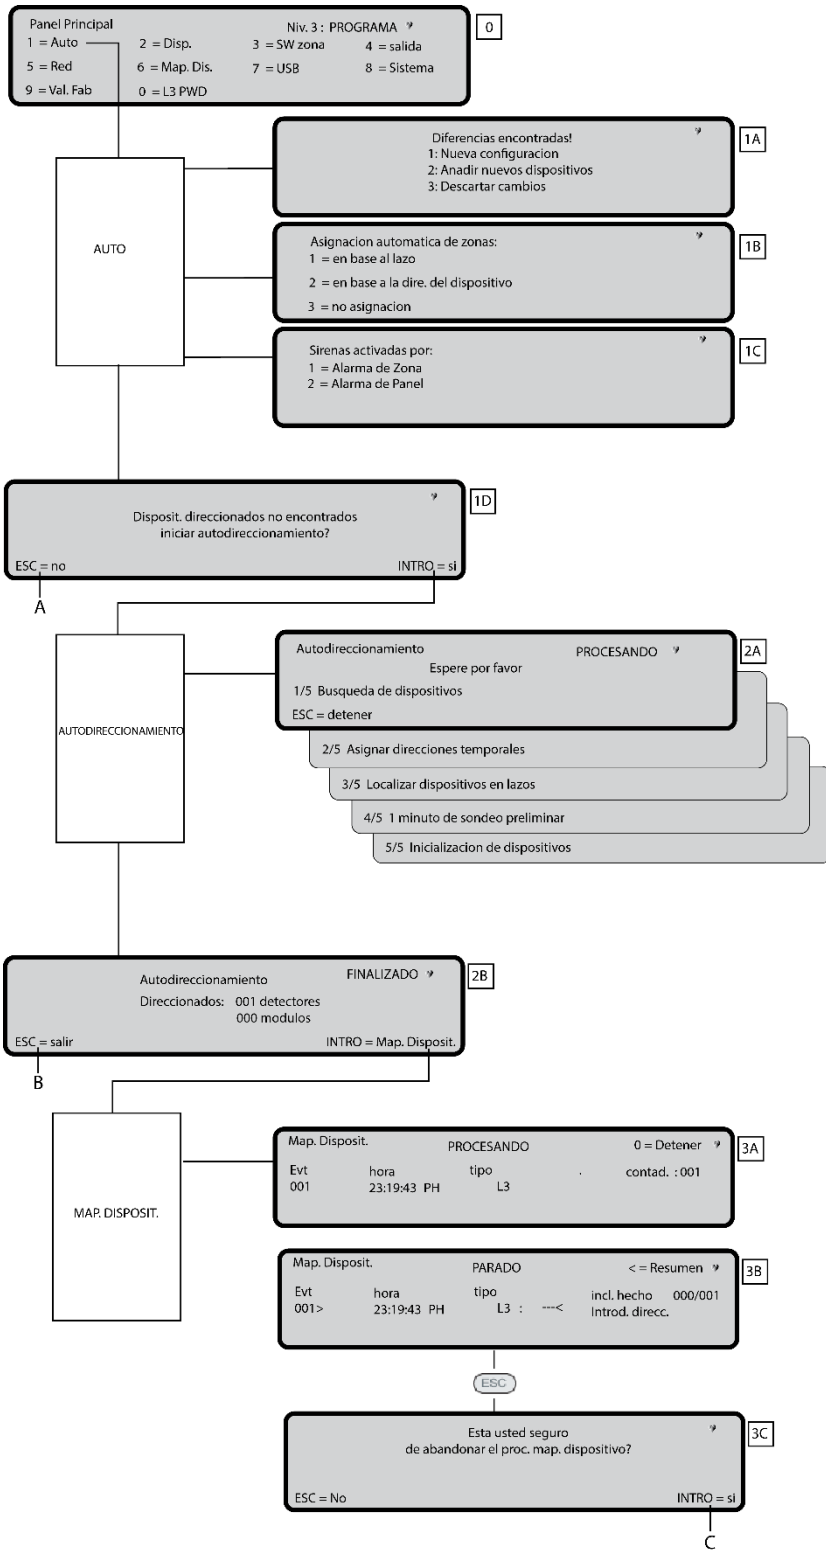 Panel Principal
Niv. 3 : PROGRAMA
0
1 = Auto
2 = Disp.
3 = SW zona
4 = salida
5 = Red
6 = Map. Dis.
7 = USB
8 = Sistema
9 = Val. Fab
0 = L3 PWD
Diferencias encontradas!
1A
1: Nueva configuracion
2: Anadir nuevos dispositivos
3: Descartar cambios
AUTO
Asignacion automatica de zonas:
1B
1 = en base al lazo
2 = en base a la dire. del dispositivo
3 = no asignacion
Sirenas activadas por:
1C
1 = Alarma de Zona
2 = Alarma de Panel
1D
Disposit. direccionados no encontrados
iniciar autodireccionamiento?
ESC = no
INTRO = si
A
AUTODIRECCIONAMIENTO
Autodireccionamiento
PROCESANDO
2A
Espere por favor
1/5 Busqueda de dispositivos
ESC = detener
2/5 Asignar direcciones temporales
3/5 Localizar dispositivos en lazos
4/5 1 minuto de sondeo preliminar
5/5 Inicializacion de dispositivos
Autodireccionamiento
FINALIZADO
2B
Direccionados: 001 detectores
000 modulos
ESC = salir
INTRO = Map. Disposit.
B
MAP. DISPOSIT.
Map. Disposit.
PROCESANDO
0 = Detener
3A
Evt
hora
tipo
.
contad. : 001
001
23:19:43 PH
L3
Map. Disposit.
PARADO
< = Resumen
3B
Evt
hora
tipo
incl. hecho 000/001
001>
23:19:43 PH
L3 : ---<
Introd. direcc.
ESC
Esta usted seguro
3C
de abandonar el proc. map. dispositivo?
ESC = No
INTRO = si
C